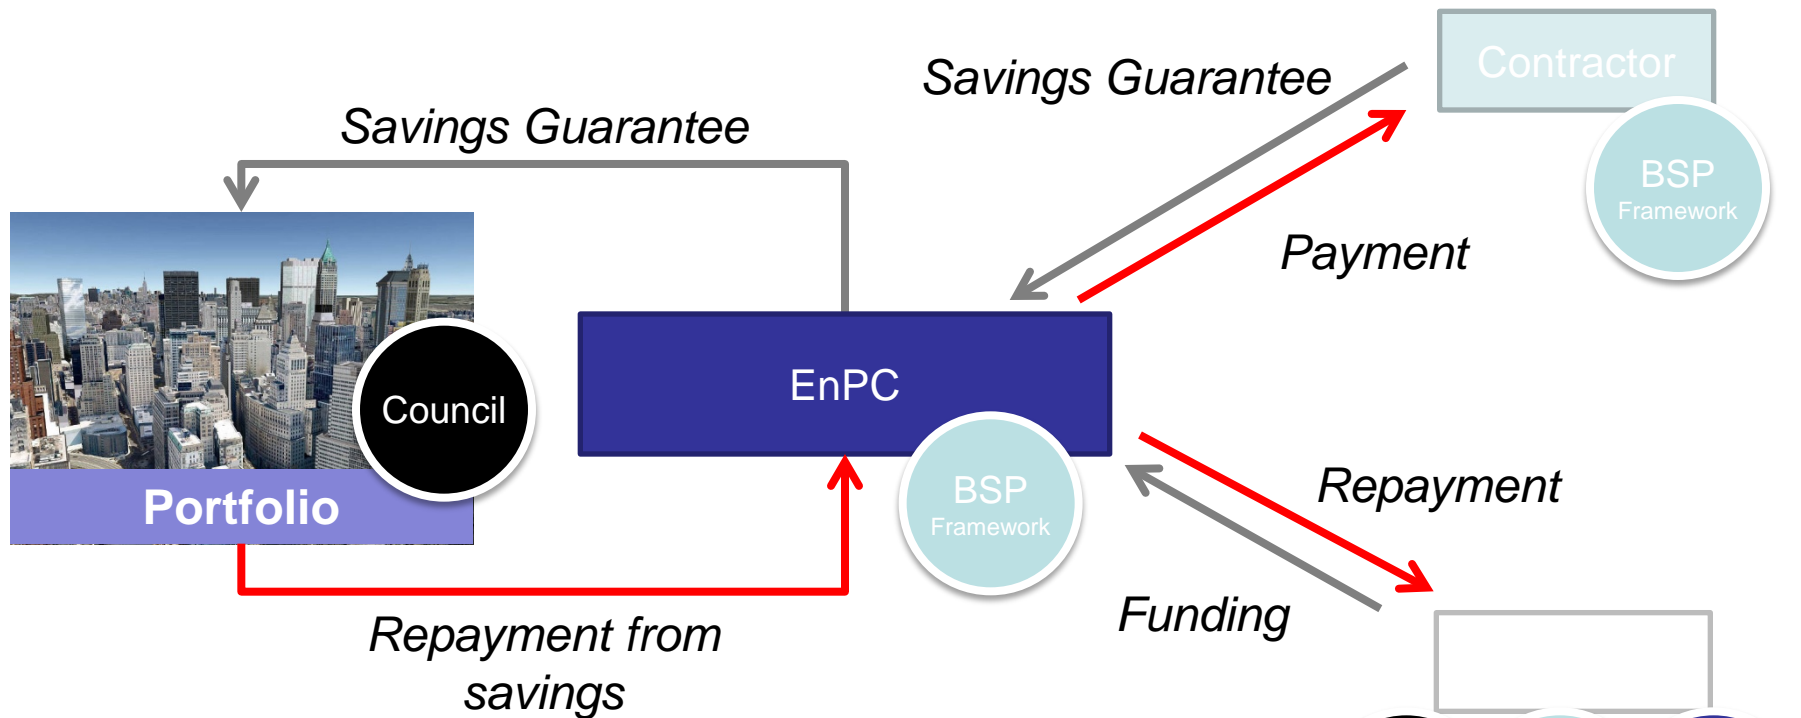 Savings Guarantee
Contractor
Savings Guarantee
BSP
Framework
Payment
EnPC
Council
Portfolio
BSP
Framework
Repayment
Funding
Repayment from
savings